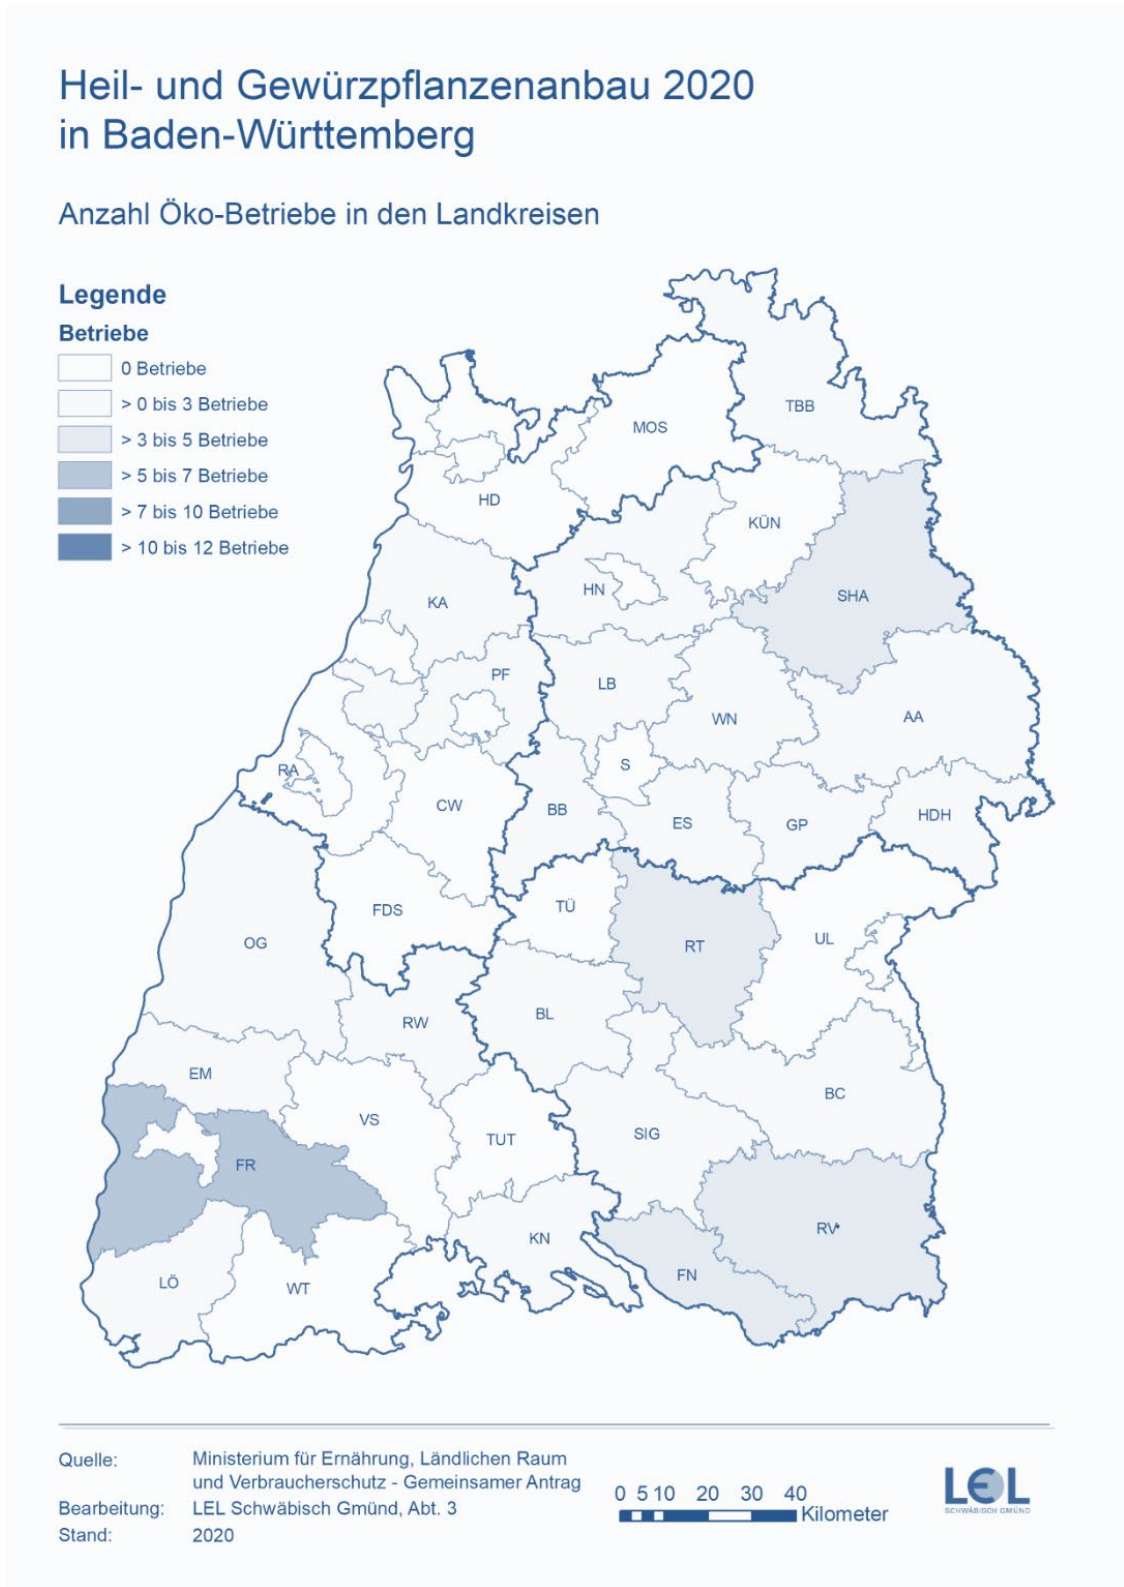 Heil- und Gewürzpflanzenanbau 2020
in Baden-Württemberg
Anzahl Öko-Betriebe in den Landkreisen
Legende
Betriebe
0 Betriebe
> 0 bis 3 Betriebe
> 3 bis 5 Betriebe
> 5 bis 7 Betriebe
> 7 bis 10 Betriebe
> 10 bis 12 Betriebe
TBB
MOS
HD
KÜN
HN
SHA
KA
PF
LB
WN
AA
RA
S
CW
BB
ES
GP
HDH
FDS
TÜ
OG
RT
UL
RW
BL
EM
BC
VS
TUT
SIG
FR
RV
KN
FN
LÖ
WT
Quelle: Ministerium für Ernährung, Ländlichen Raum
und Verbraucherschutz - Gemeinsamer Antrag
Bearbeitung: LEL Schwäbisch Gmünd, Abt. 3
Stand: 2020
0 5 10 20 30 40
Kilometer
LEL
SCHWÄBISCH GMÜND